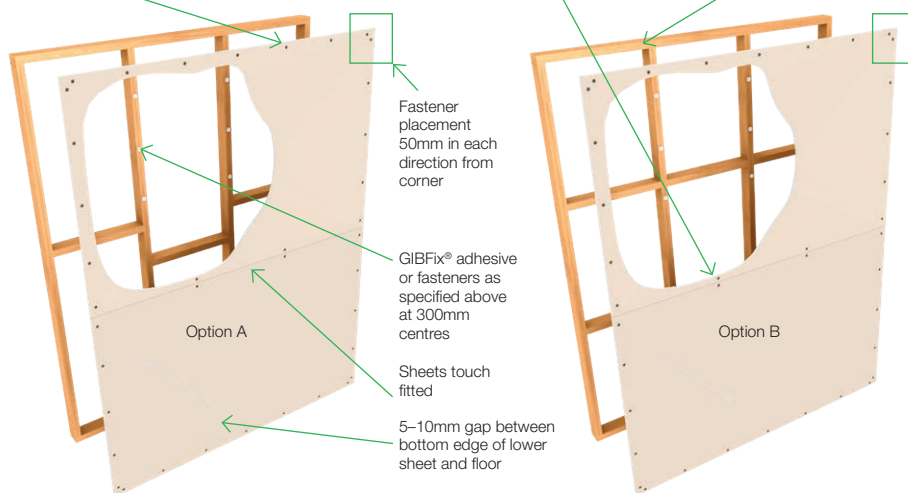 Fastener
placement
50mm in each
direction from
corner
GIBFix® adhesive
or fasteners as
specified above
at 300mm
centres
Option A
Option B
Sheets touch
fitted
5–10mm gap between
bottom edge of lower
sheet and floor